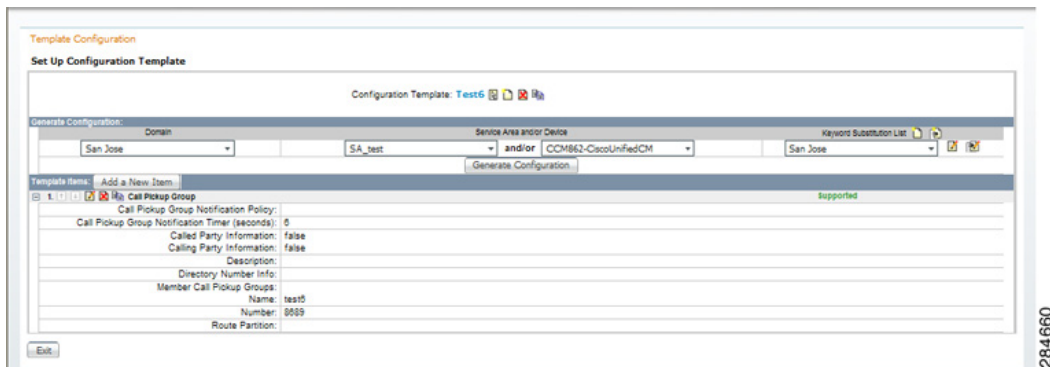 Template Configuration
Set Up Configuration Template
Configuration Template: Test6
Generate Configuration:
Domain Service Area and/or Device Keyword Substitution List
San Jose SA_test and/or CCM862-CiscoUnifiedCM San Jose
Generate Configuration
Template Items: Add a New Item
1. Call Pickup Group Supported
Call Pickup Group Notification Policy:
Call Pickup Group Notification Timer (seconds): 6
Called Party Information: false
Calling Party Information: false
Description:
Directory Number Info:
Member Call Pickup Groups:
Name: test6
Number: 8689
Route Partition:
Exit
284660